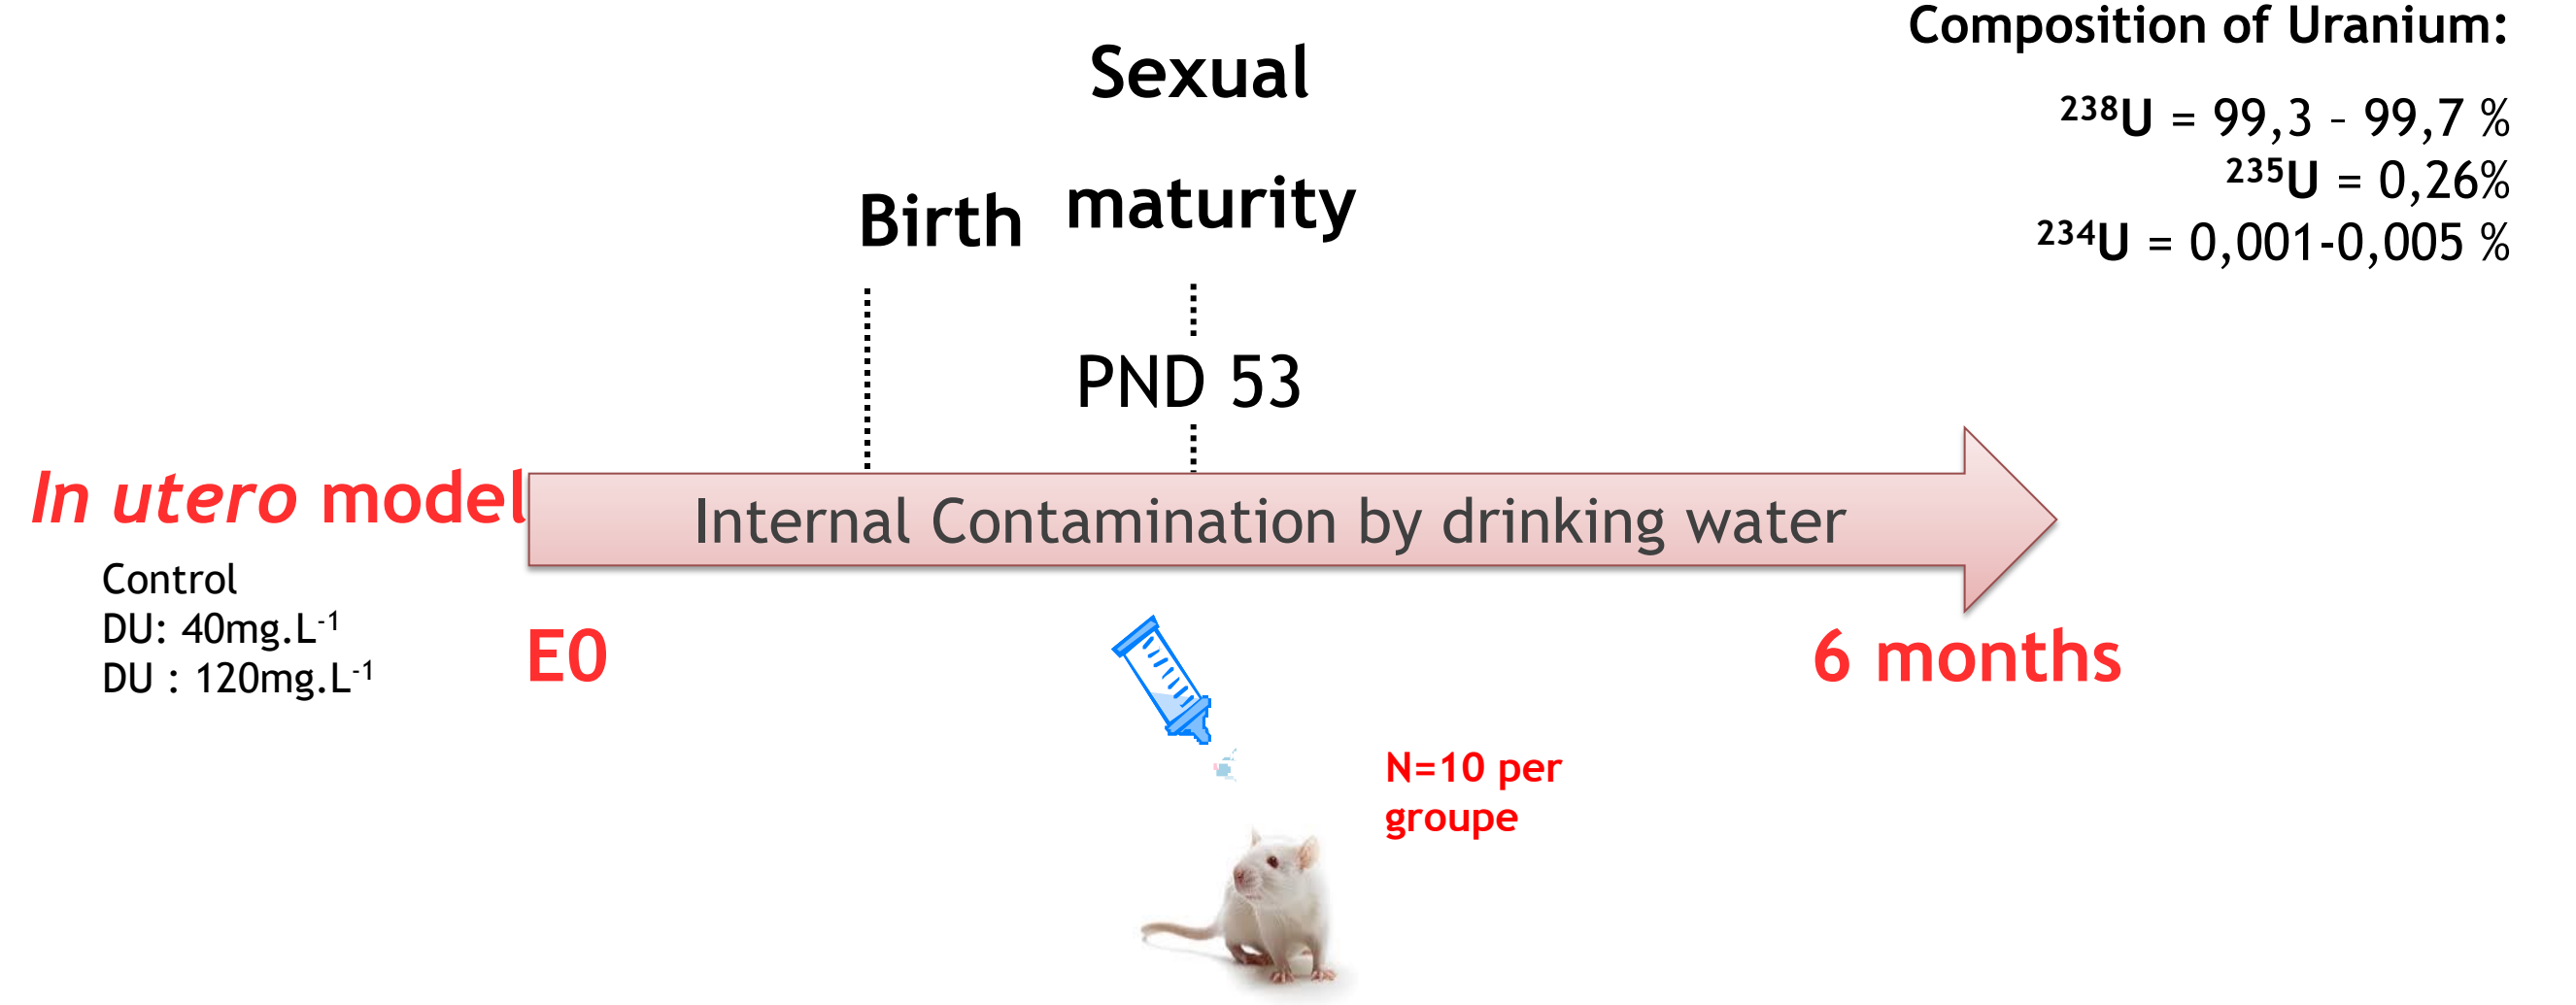 Composition of Uranium:
²³⁸U = 99,3 – 99,7 %
²³⁵U = 0,26%
²³⁴U = 0,001-0,005 %
Sexual
maturity
Birth
PND 53
In utero model
Internal Contamination by drinking water
Control
DU: 40mg.L⁻¹
DU : 120mg.L⁻¹
E0
6 months
N=10 per
groupe